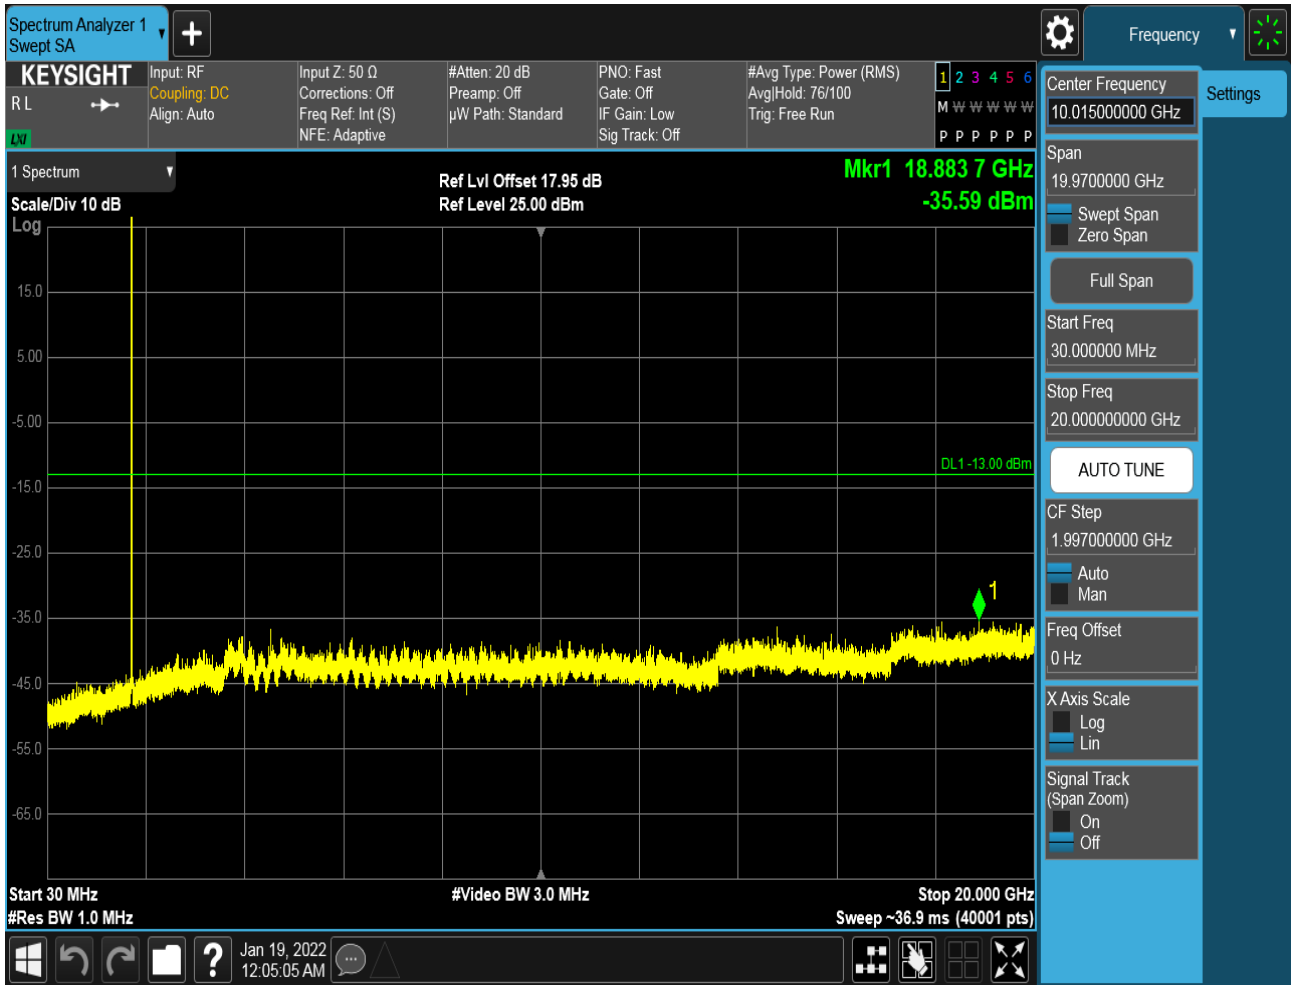 Spectrum Analyzer 1
Swept SA
Frequency
KEYSIGHT
R L
LXI
Input: RF
Coupling: DC
Align: Auto
Input Z: 50 Ω
Corrections: Off
Freq Ref: Int (S)
NFE: Adaptive
#Atten: 20 dB
Preamp: Off
µW Path: Standard
PNO: Fast
Gate: Off
IF Gain: Low
Sig Track: Off
#Avg Type: Power (RMS)
Avg|Hold: 76/100
Trig: Free Run
1 2 3 4 5 6
M W W W W W
P P P P P P
1 Spectrum
Scale/Div 10 dB
Log
Ref Lvl Offset 17.95 dB
Ref Level 25.00 dBm
Mkr1 18.883 7 GHz
-35.59 dBm
15.0
5.00
-5.00
-15.0
-25.0
-35.0
-45.0
-55.0
-65.0
DL1 -13.00 dBm
1
Start 30 MHz
#Res BW 1.0 MHz
#Video BW 3.0 MHz
Stop 20.000 GHz
Sweep ~36.9 ms (40001 pts)
Jan 19, 2022
12:05:05 AM
Center Frequency
10.015000000 GHz
Settings
Span
19.9700000 GHz
Swept Span
Zero Span
Full Span
Start Freq
30.000000 MHz
Stop Freq
20.000000000 GHz
AUTO TUNE
CF Step
1.997000000 GHz
Auto
Man
Freq Offset
0 Hz
X Axis Scale
Log
Lin
Signal Track
(Span Zoom)
On
Off